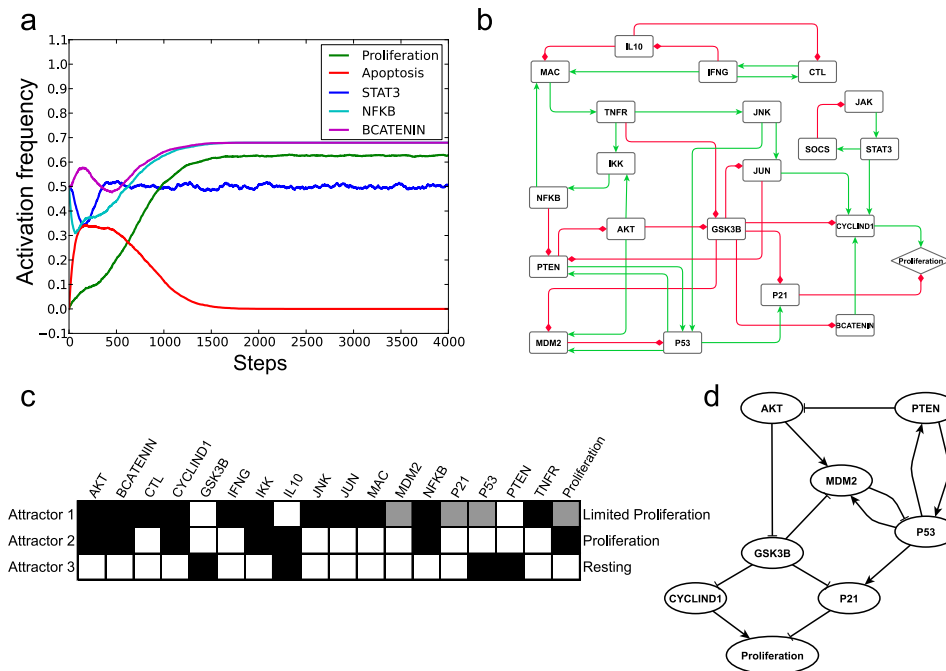 a
1.1
1.0
0.9
0.8
0.7
0.6
0.5
0.4
0.3
0.2
0.1
0.0
−0.1
Activation frequency
0 500 1000 1500 2000 2500 3000 3500 4000
Steps
Proliferation
Apoptosis
STAT3
NFKB
BCATENIN
b
IL10
MAC
IFNG
CTL
TNFR
JNK
JAK
SOCS
STAT3
IKK
JUN
NFKB
AKT
GSK3B
CYCLIND1
PTEN
Proliferation
P21
BCATENIN
MDM2
P53
c
AKT
BCATENIN
CTL
CYCLIND1
GSK3B
IFNG
IKK
IL10
JNK
JUN
MAC
MDM2
NFKB
P21
P53
PTEN
TNFR
Proliferation
Attractor 1 Limited Proliferation
Attractor 2 Proliferation
Attractor 3 Resting
d
AKT
PTEN
MDM2
P53
GSK3B
CYCLIND1
P21
Proliferation